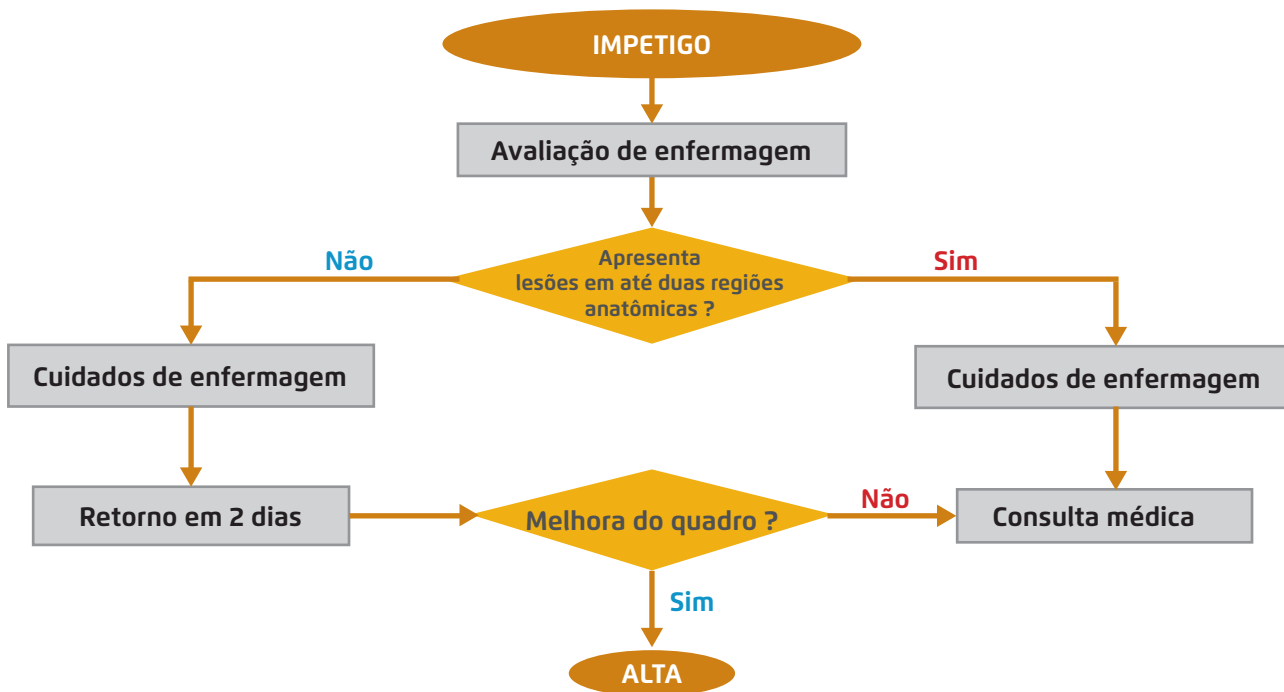 IMPETIGO
Avaliação de enfermagem
Apresenta
lesões em até duas regiões
anatômicas ?
Não
Sim
Cuidados de enfermagem
Cuidados de enfermagem
Retorno em 2 dias
Melhora do quadro ?
Não
Consulta médica
Sim
ALTA